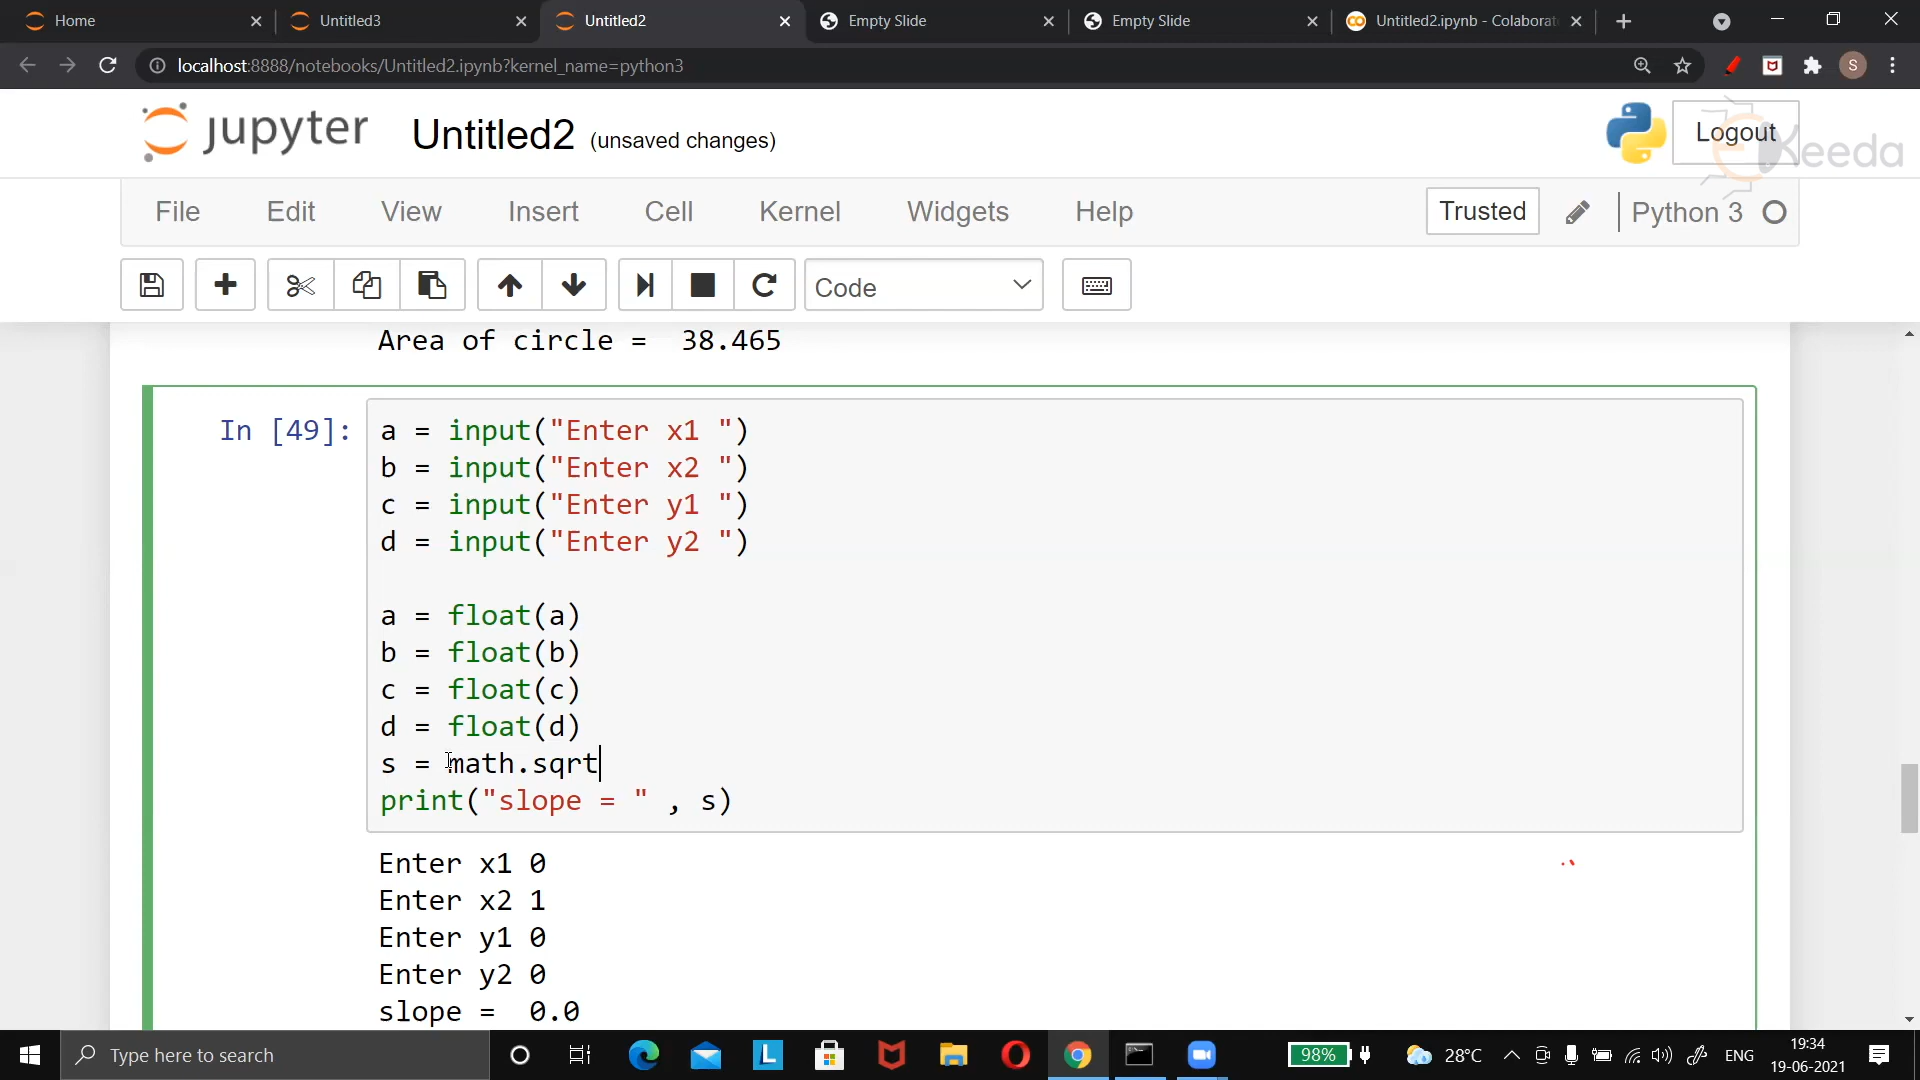 Home
Untitled3
Untitled2
Empty Slide
Empty Slide
Untitled2.ipynb - Colaborat
localhost:8888/notebooks/Untitled2.ipynb?kernel_name=python3
S
jupyter Untitled2 (unsaved changes)
Logout
Keeda
File Edit View Insert Cell Kernel Widgets Help
Trusted
Python 3
Code
Area of circle =  38.465
In [49]:
a = input("Enter x1 ")
b = input("Enter x2 ")
c = input("Enter y1 ")
d = input("Enter y2 ")
a = float(a)
b = float(b)
c = float(c)
d = float(d)
s = math.sqrt
print("slope = " , s)
Enter x1 0
Enter x2 1
Enter y1 0
Enter y2 0
slope =  0.0
Type here to search
L
98%
28°C
ENG
19:34
19-06-2021